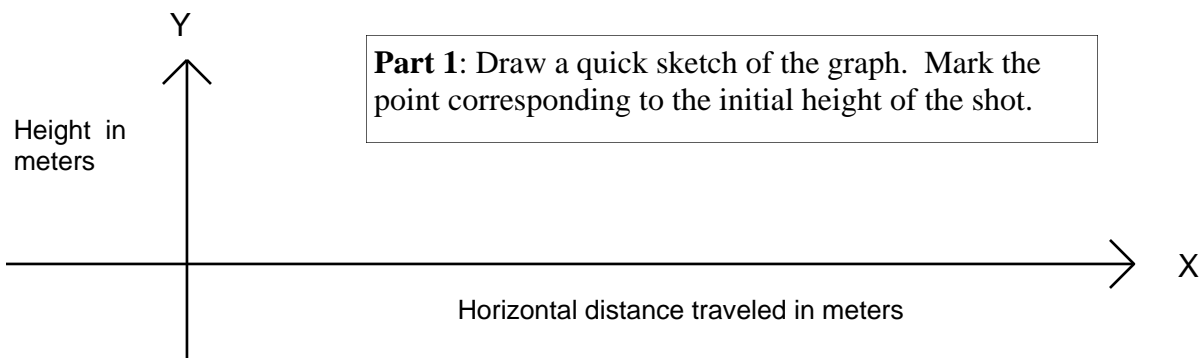 Y
Part 1: Draw a quick sketch of the graph. Mark the
point corresponding to the initial height of the shot.
Height in
meters
X
Horizontal distance traveled in meters